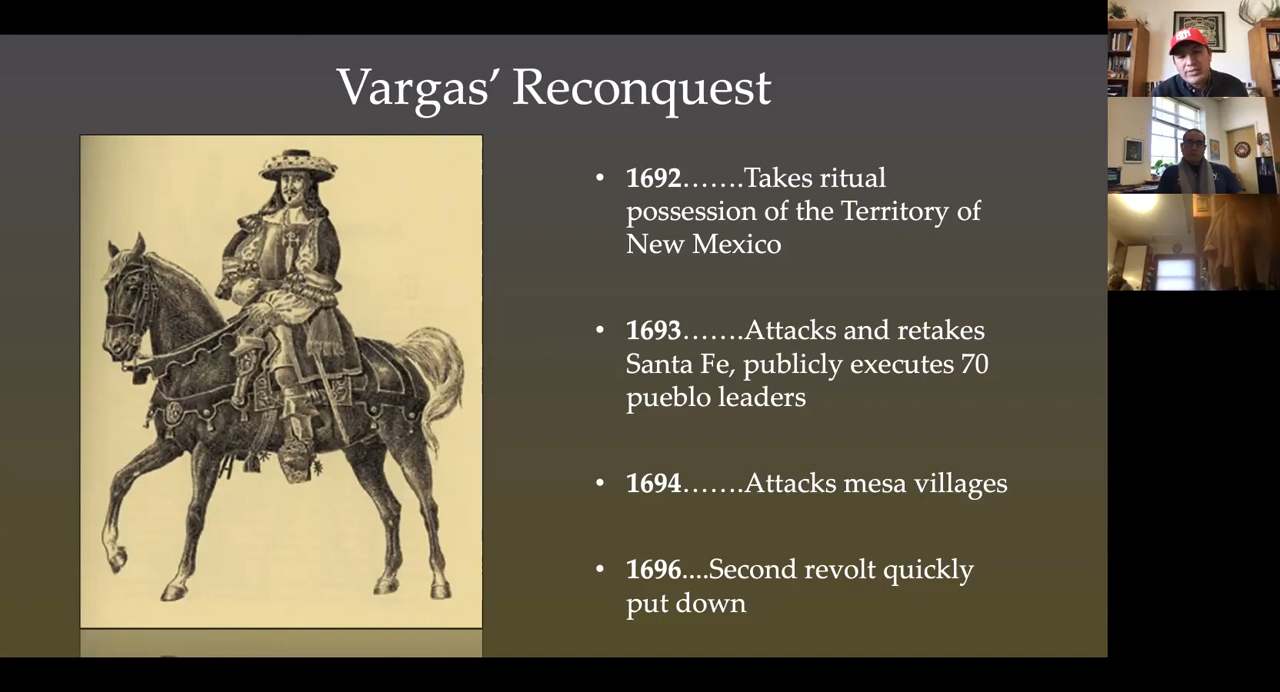 Vargas’ Reconquest
• 1692…….Takes ritual
possession of the Territory of
New Mexico
• 1693…….Attacks and retakes
Santa Fe, publicly executes 70
pueblo leaders
• 1694…….Attacks mesa villages
• 1696....Second revolt quickly
put down